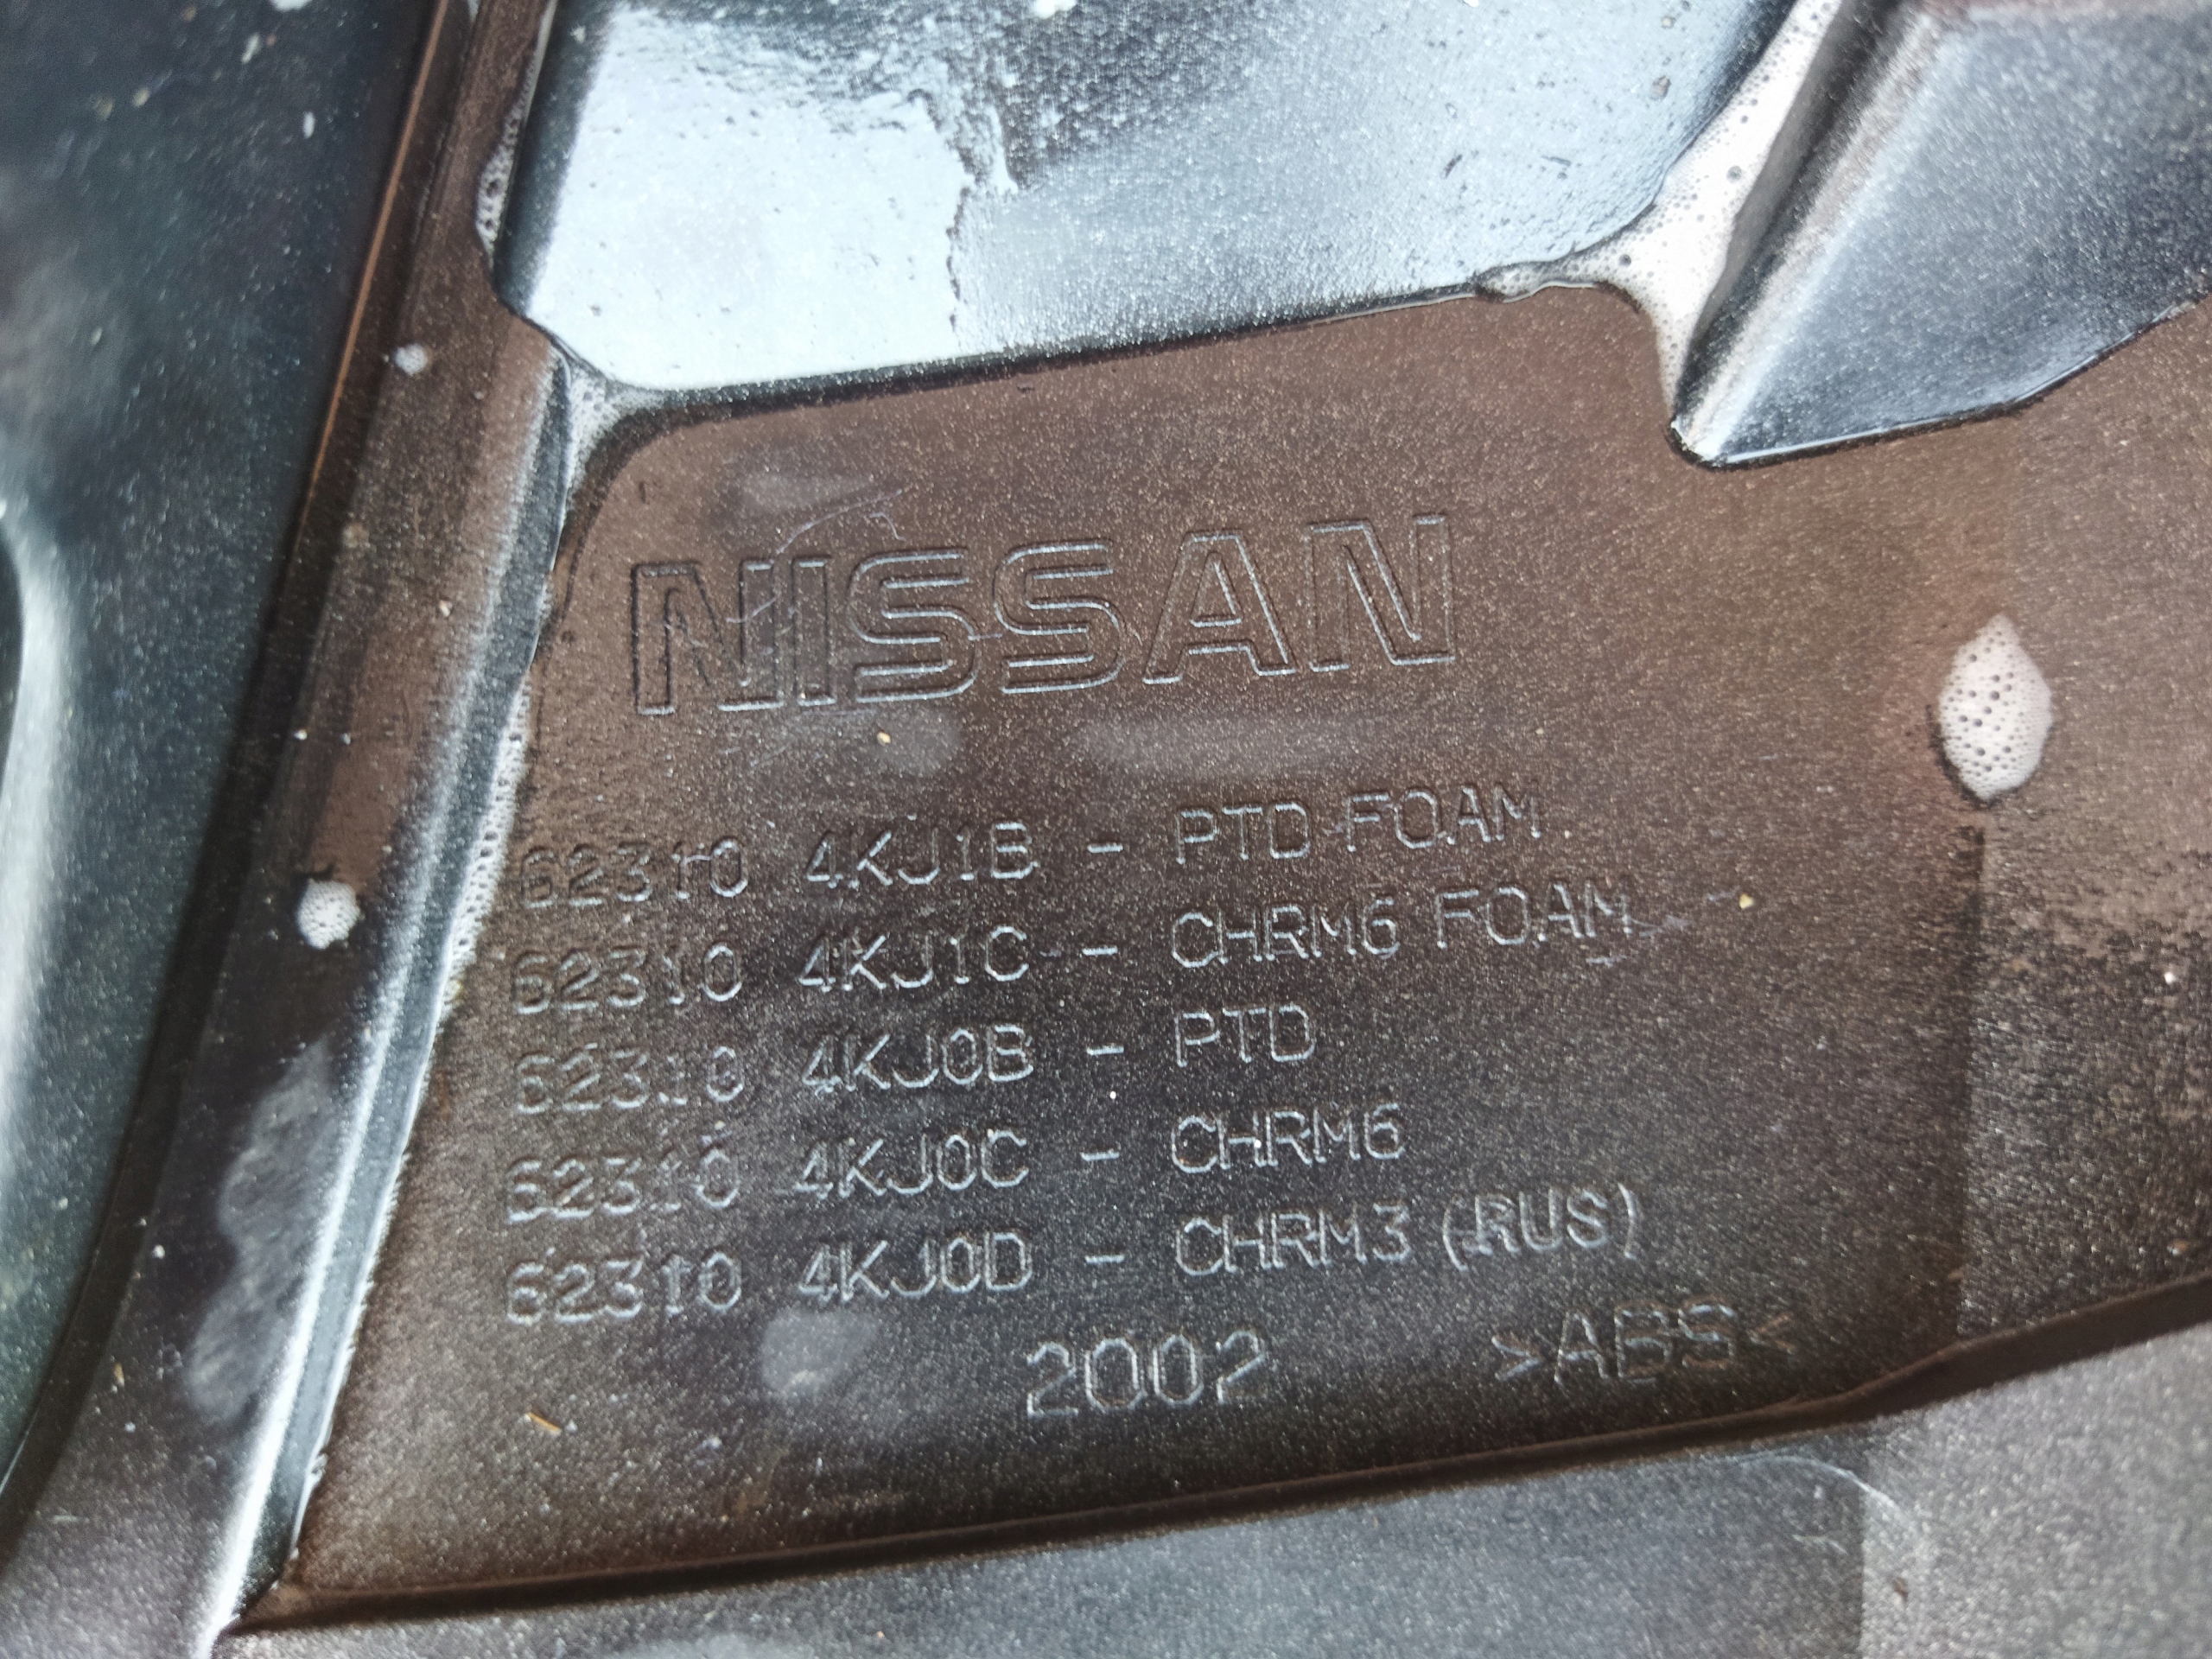 NISSAN
62310 4KJ1B - PTD FOAM
62310 4KJ1C - CHRM6 FOAM
62310 4KJ0B - PTD
62310 4KJ0C - CHRM6
62310 4KJ0D - CHRM3 (RUS)
2002 >ABS<